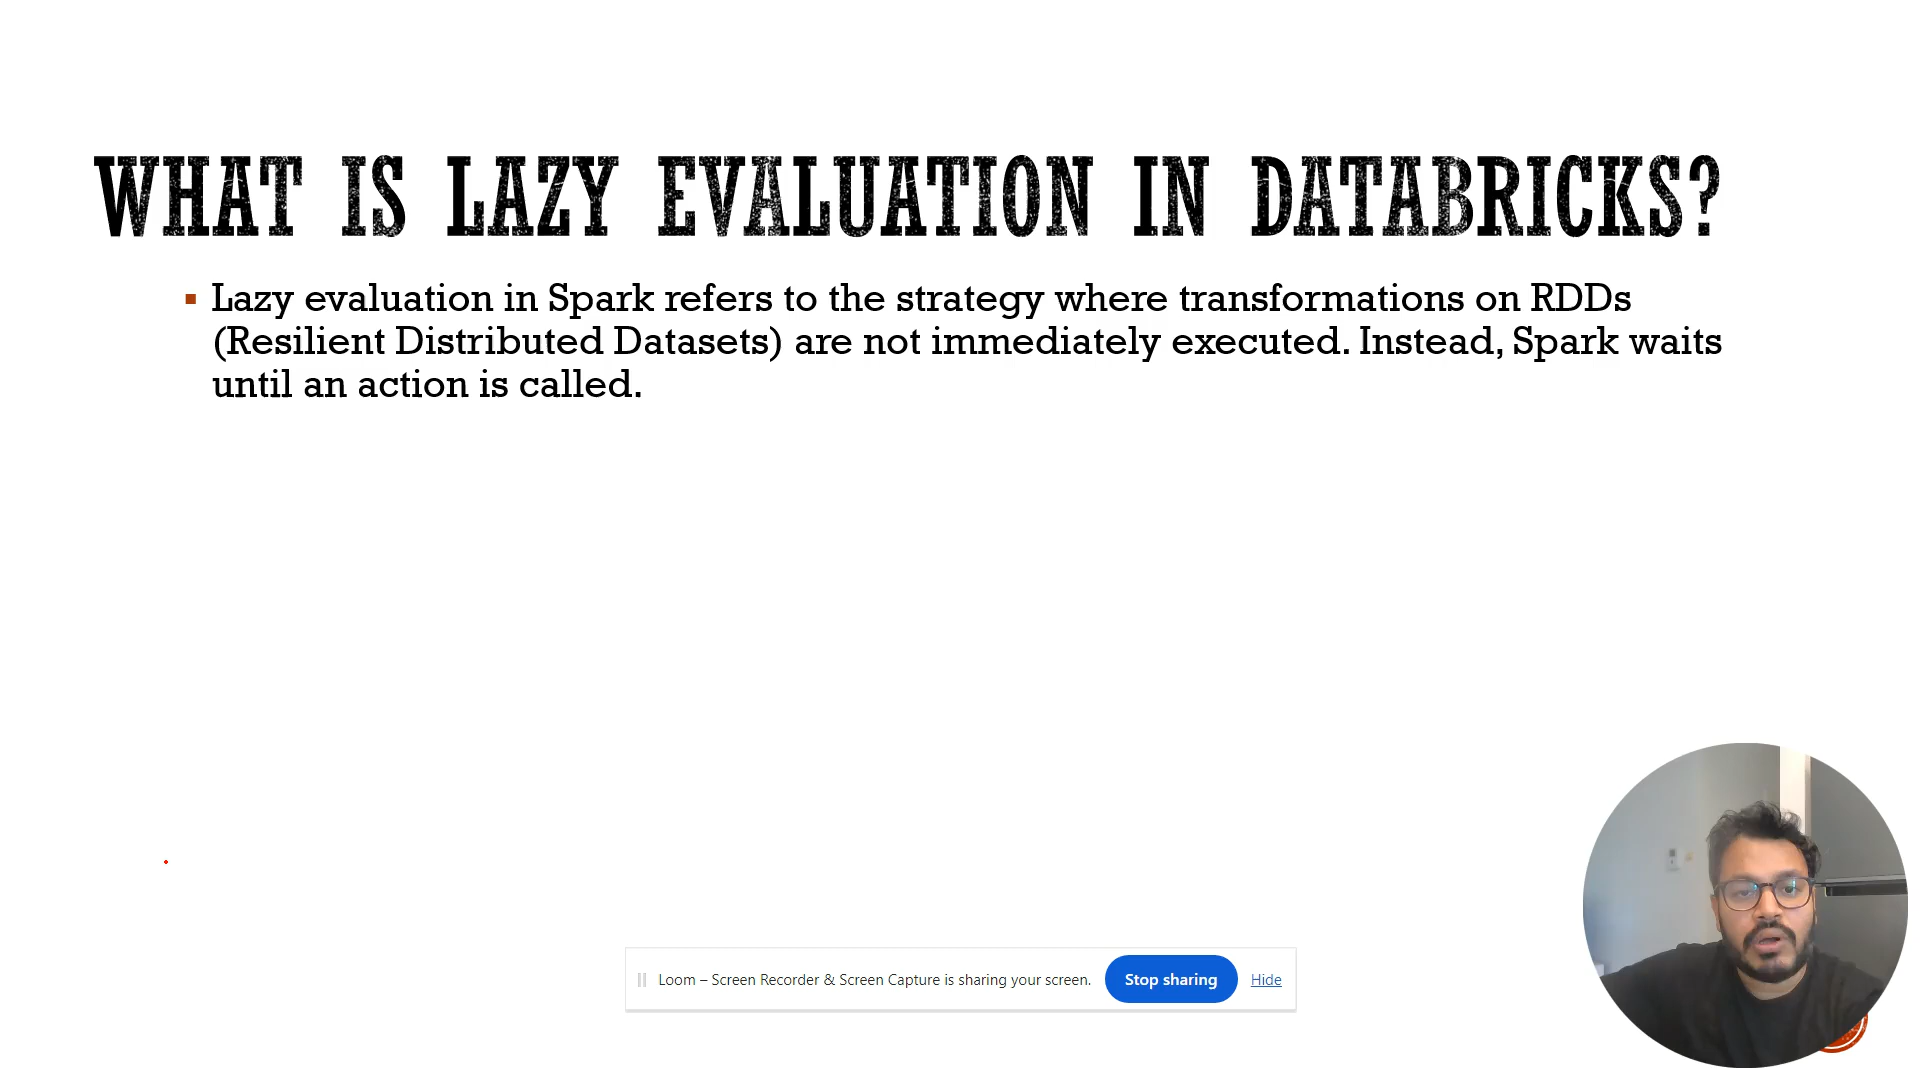 WHAT IS LAZY EVALUATION IN DATABRICKS?
Lazy evaluation in Spark refers to the strategy where transformations on RDDs
(Resilient Distributed Datasets) are not immediately executed. Instead, Spark waits
until an action is called.
Loom – Screen Recorder & Screen Capture is sharing your screen.
Stop sharing
Hide